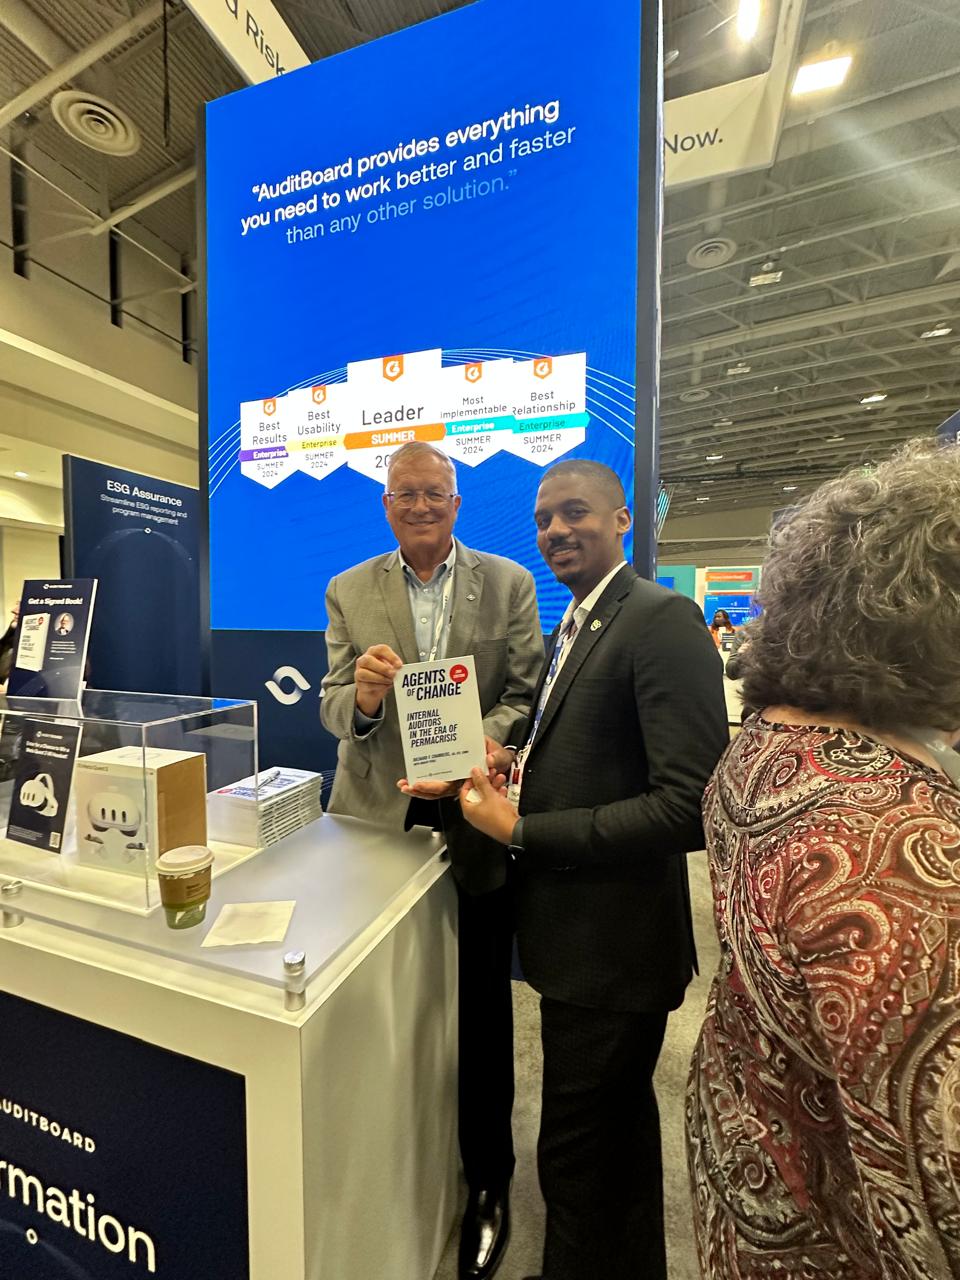 d Risk
Now.
“AuditBoard provides everything
you need to work better and faster
than any other solution.”
Best
Results
Enterprise
SUMMER
2024
Best
Usability
Enterprise
SUMMER
2024
Leader
SUMMER
Most
Implementable
Enterprise
SUMMER
2024
Best
Relationship
Enterprise
SUMMER
2024
ESG Assurance
Streamline ESG reporting and
program management
Get a Signed Book!
AGENTS
OF CHANGE
INTERNAL
AUDITORS
IN THE ERA OF
PERMACRISIS
RICHARD F. CHAMBERS
AUDITBOARD
rmation